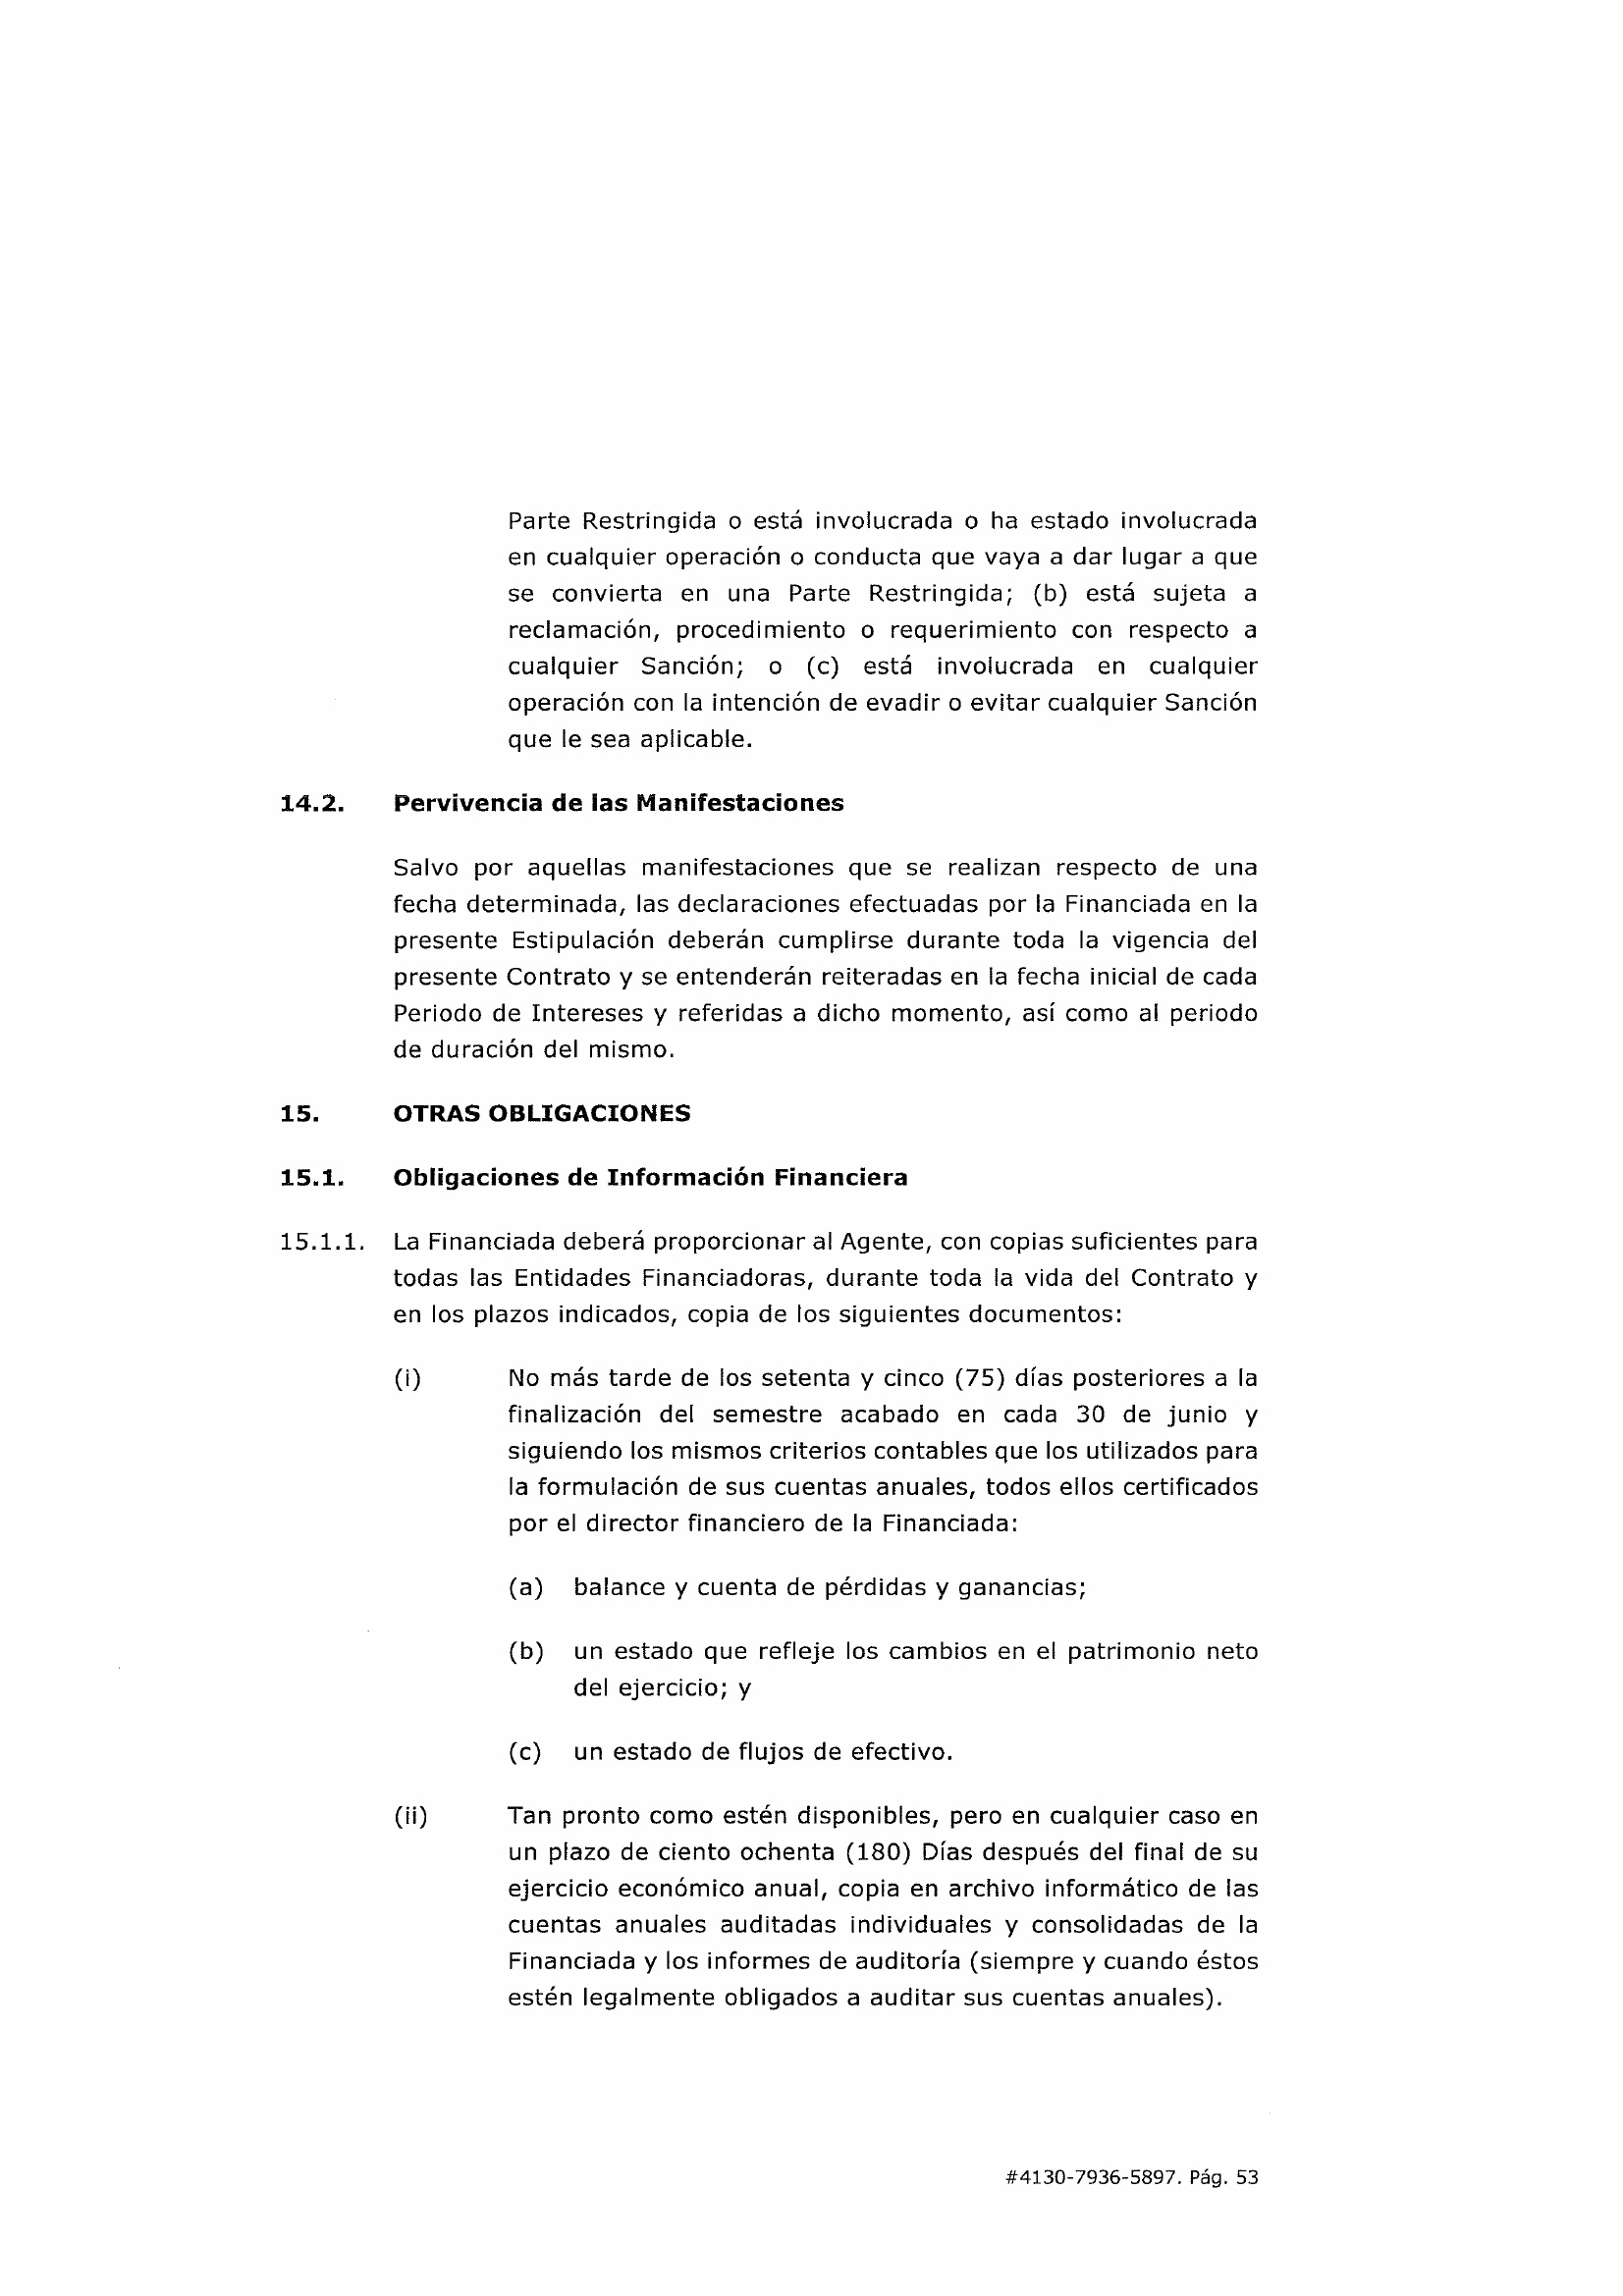 Parte Restringida o está involucrada o ha estado involucrada
en cualquier operación o conducta que vaya a dar lugar a que
se convierta en una Parte Restringida; (b) está sujeta a
reclamación, procedimiento o requerimiento con respecto a
cualquier Sanción; o (c) está involucrada en cualquier
operación con la intención de evadir o evitar cualquier Sanción
que le sea aplicable.
14.2. Pervivencia de las Manifestaciones
Salvo por aquellas manifestaciones que se realizan respecto de una
fecha determinada, las declaraciones efectuadas por la Financiada en la
presente Estipulación deberán cumplirse durante toda la vigencia del
presente Contrato y se entenderán reiteradas en la fecha inicial de cada
Periodo de Intereses y referidas a dicho momento, así como al periodo
de duración del mismo.
15. OTRAS OBLIGACIONES
15.1. Obligaciones de Información Financiera
15.1.1. La Financiada deberá proporcionar al Agente, con copias suficientes para
todas las Entidades Financiadoras, durante toda la vida del Contrato y
en los plazos indicados, copia de los siguientes documentos:
(i) No más tarde de los setenta y cinco (75) días posteriores a la
finalización del semestre acabado en cada 30 de junio y
siguiendo los mismos criterios contables que los utilizados para
la formulación de sus cuentas anuales, todos ellos certificados
por el director financiero de la Financiada:
(a) balance y cuenta de pérdidas y ganancias;
(b) un estado que refleje los cambios en el patrimonio neto
del ejercicio; y
(c) un estado de flujos de efectivo.
(ii) Tan pronto como estén disponibles, pero en cualquier caso en
un plazo de ciento ochenta (180) Días después del final de su
ejercicio económico anual, copia en archivo informático de las
cuentas anuales auditadas individuales y consolidadas de la
Financiada y los informes de auditoría (siempre y cuando éstos
estén legalmente obligados a auditar sus cuentas anuales).
#4130-7936-5897. Pág. 53